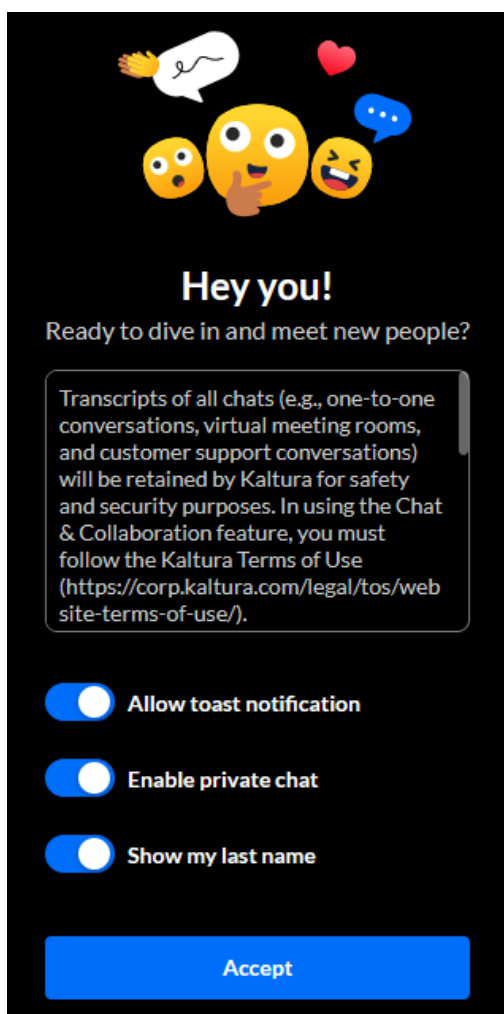 Hey you!
Ready to dive in and meet new people?
Transcripts of all chats (e.g., one-to-one
conversations, virtual meeting rooms,
and customer support conversations)
will be retained by Kaltura for safety
and security purposes. In using the Chat
& Collaboration feature, you must
follow the Kaltura Terms of Use
(https://corp.kaltura.com/legal/tos/web
site-terms-of-use/).
Allow toast notification
Enable private chat
Show my last name
Accept